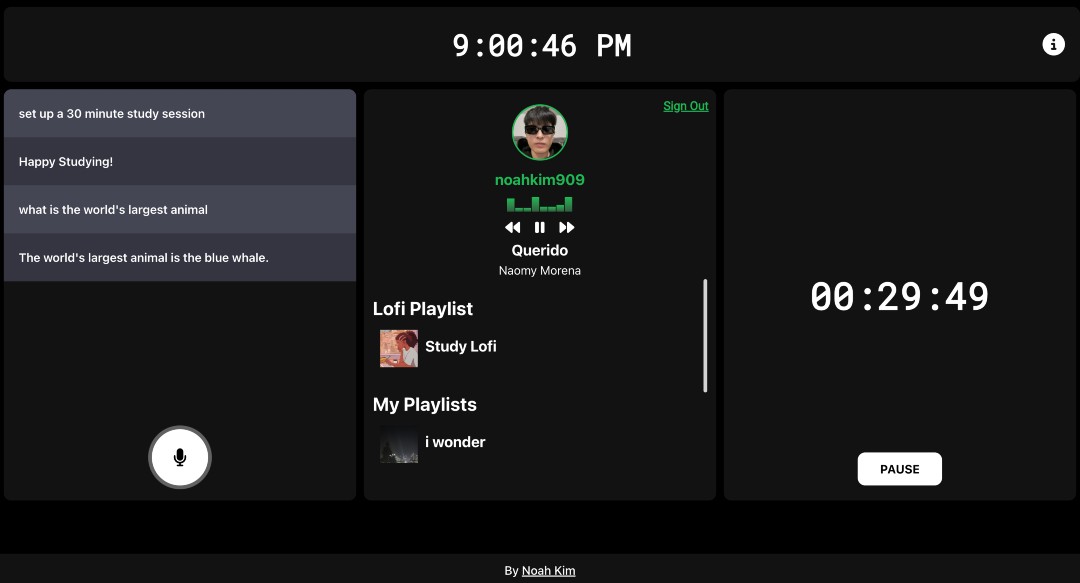 9:00:46 PM
set up a 30 minute study session
Happy Studying!
what is the world's largest animal
The world's largest animal is the blue whale.
Sign Out
noahkim909
Querido
Naomy Morena
Lofi Playlist
Study Lofi
My Playlists
i wonder
00:29:49
PAUSE
By Noah Kim